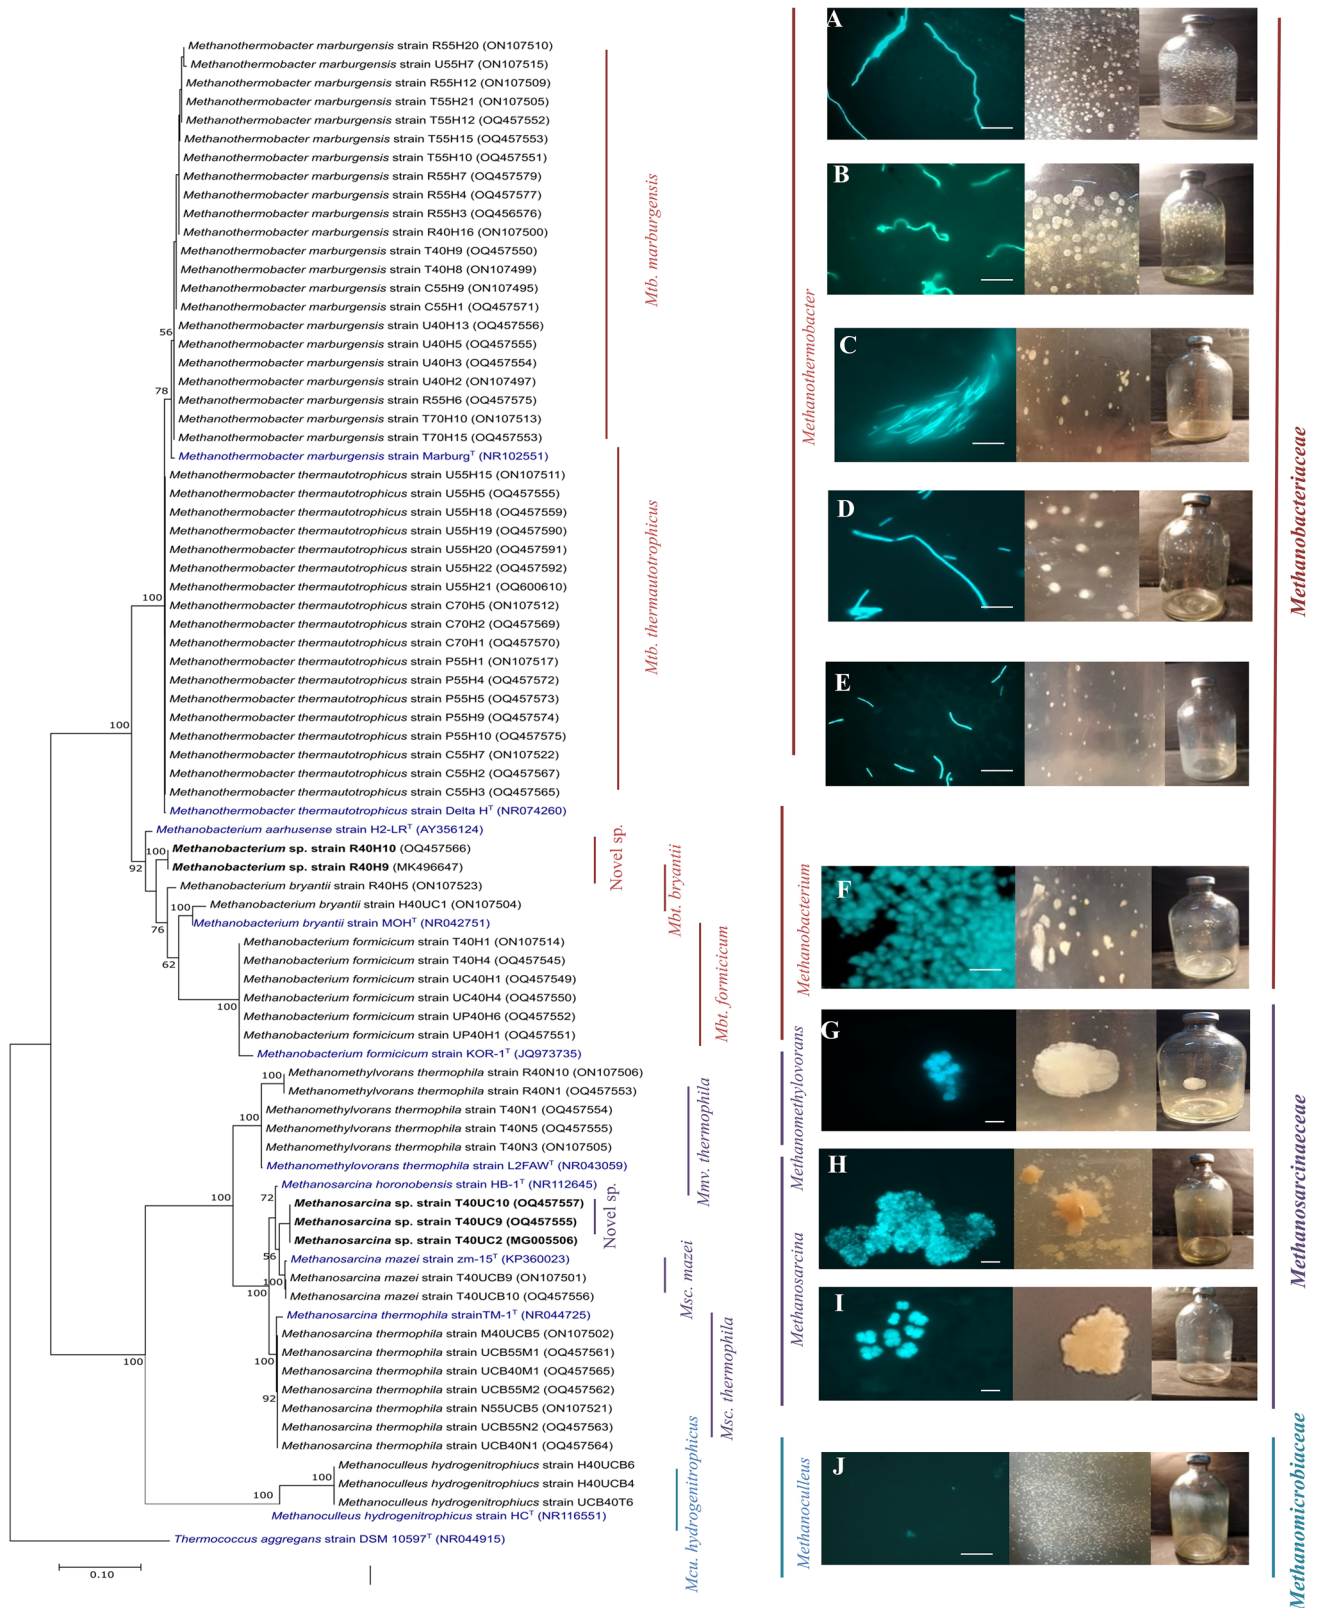 Methanothermobacter marburgensis strain R55H20 (ON107510)
Methanothermobacter marburgensis strain U55H7 (ON107515)
Methanothermobacter marburgensis strain R55H12 (ON107509)
Methanothermobacter marburgensis strain T55H21 (ON107505)
Methanothermobacter marburgensis strain T55H12 (OQ457552)
Methanothermobacter marburgensis strain T55H15 (OQ457553)
Methanothermobacter marburgensis strain T55H10 (OQ457551)
Methanothermobacter marburgensis strain R55H7 (OQ457579)
Methanothermobacter marburgensis strain R55H4 (OQ457577)
Methanothermobacter marburgensis strain R55H3 (OQ456576)
Methanothermobacter marburgensis strain R40H16 (ON107500)
Methanothermobacter marburgensis strain T40H9 (OQ457550)
Methanothermobacter marburgensis strain T40H8 (ON107499)
Methanothermobacter marburgensis strain C55H9 (ON107495)
Methanothermobacter marburgensis strain C55H1 (OQ457571)
Methanothermobacter marburgensis strain U40H13 (OQ457556)
Methanothermobacter marburgensis strain U40H5 (OQ457555)
Methanothermobacter marburgensis strain U40H3 (OQ457554)
Methanothermobacter marburgensis strain U40H2 (ON107497)
Methanothermobacter marburgensis strain R55H6 (OQ457575)
Methanothermobacter marburgensis strain T70H10 (ON107513)
Methanothermobacter marburgensis strain T70H15 (OQ457553)
Methanothermobacter marburgensis strain Marburgᵀ (NR102551)
Methanothermobacter thermautotrophicus strain U55H15 (ON107511)
Methanothermobacter thermautotrophicus strain U55H5 (OQ457555)
Methanothermobacter thermautotrophicus strain U55H18 (OQ457559)
Methanothermobacter thermautotrophicus strain U55H19 (OQ457590)
Methanothermobacter thermautotrophicus strain U55H20 (OQ457591)
Methanothermobacter thermautotrophicus strain U55H22 (OQ457592)
Methanothermobacter thermautotrophicus strain U55H21 (OQ600610)
Methanothermobacter thermautotrophicus strain C70H5 (ON107512)
Methanothermobacter thermautotrophicus strain C70H2 (OQ457569)
Methanothermobacter thermautotrophicus strain C70H1 (OQ457570)
Methanothermobacter thermautotrophicus strain P55H1 (ON107517)
Methanothermobacter thermautotrophicus strain P55H4 (OQ457572)
Methanothermobacter thermautotrophicus strain P55H5 (OQ457573)
Methanothermobacter thermautotrophicus strain P55H9 (OQ457574)
Methanothermobacter thermautotrophicus strain P55H10 (OQ457575)
Methanothermobacter thermautotrophicus strain C55H7 (ON107522)
Methanothermobacter thermautotrophicus strain C55H2 (OQ457567)
Methanothermobacter thermautotrophicus strain C55H3 (OQ457565)
Methanothermobacter thermautotrophicus strain Delta Hᵀ (NR074260)
Methanobacterium aarhusense strain H2-LRᵀ (AY356124)
Methanobacterium sp. strain R40H10 (OQ457566)
Methanobacterium sp. strain R40H9 (MK496647)
Methanobacterium bryantii strain R40H5 (ON107523)
Methanobacterium bryantii strain H40UC1 (ON107504)
Methanobacterium bryantii strain MOHᵀ (NR042751)
Methanobacterium formicicum strain T40H1 (ON107514)
Methanobacterium formicicum strain T40H4 (OQ457545)
Methanobacterium formicicum strain UC40H1 (OQ457549)
Methanobacterium formicicum strain UC40H4 (OQ457550)
Methanobacterium formicicum strain UP40H6 (OQ457552)
Methanobacterium formicicum strain UP40H1 (OQ457551)
Methanobacterium formicicum strain KOR-1ᵀ (JQ973735)
Methanomethylvorans thermophila strain R40N10 (ON107506)
Methanomethylvorans thermophila strain R40N1 (OQ457553)
Methanomethylovorans thermophila strain T40N1 (OQ457554)
Methanomethylovorans thermophila strain T40N5 (OQ457555)
Methanomethylovorans thermophila strain T40N3 (ON107505)
Methanomethylovorans thermophila strain L2FAWᵀ (NR043059)
Methanosarcina horonobensis strain HB-1ᵀ (NR112645)
Methanosarcina sp. strain T40UC10 (OQ457557)
Methanosarcina sp. strain T40UC9 (OQ457555)
Methanosarcina sp. strain T40UC2 (MG005506)
Methanosarcina mazei strain zm-15ᵀ (KP360023)
Methanosarcina mazei strain T40UCB9 (ON107501)
Methanosarcina mazei strain T40UCB10 (OQ457556)
Methanosarcina thermophila strainTM-1ᵀ (NR044725)
Methanosarcina thermophila strain M40UCB5 (ON107502)
Methanosarcina thermophila strain UCB55M1 (OQ457561)
Methanosarcina thermophila strain UCB40M1 (OQ457565)
Methanosarcina thermophila strain UCB55M2 (OQ457562)
Methanosarcina thermophila strain N55UCB5 (ON107521)
Methanosarcina thermophila strain UCB55N2 (OQ457563)
Methanosarcina thermophila strain UCB40N1 (OQ457564)
Methanoculleus hydrogenitrophiucs strain H40UCB6
Methanoculleus hydrogenitrophiucs strain H40UCB4
Methanoculleus hydrogenitrophiucs strain UCB40T6
Methanoculleus hydrogenitrophicus strain HCᵀ (NR116551)
Thermococcus aggregans strain DSM 10597ᵀ (NR044915)
56
78
100
100
100
92
100
76
62
100
100
100
100
72
56
100
100
100
100
92
100
100
0.10
Mtb. marburgensis
Mtb. thermautotrophicus
Novel sp.
Mbt. bryantii
Mbt. formicicum
Mmv. thermophila
Novel sp.
Msc. mazei
Msc. thermophila
Mcu. hydrogenitrophicus
Methanothermobacter
Methanobacterium
Methanomethylovorans
Methanosarcina
Methanoculleus
A
B
C
D
E
F
G
H
I
J
Methanobacteriaceae
Methanosarcinaeceae
Methanomicrobiaceae